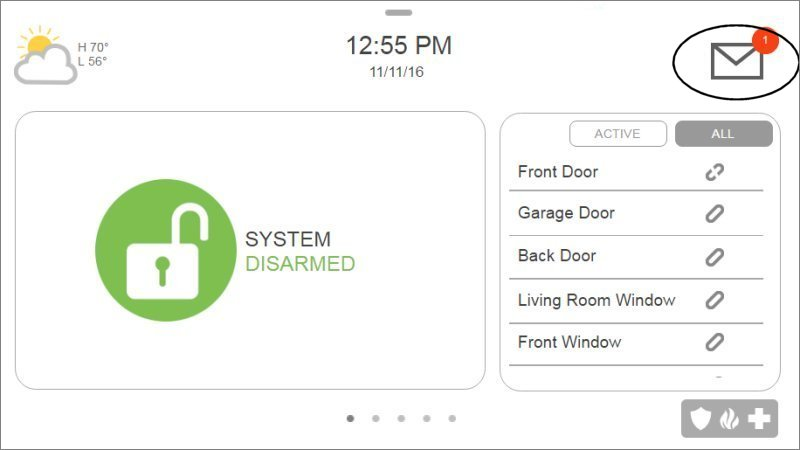 H 70°
L 56°
12:55 PM
11/11/16
1
SYSTEM
DISARMED
ACTIVE
ALL
Front Door
Garage Door
Back Door
Living Room Window
Front Window